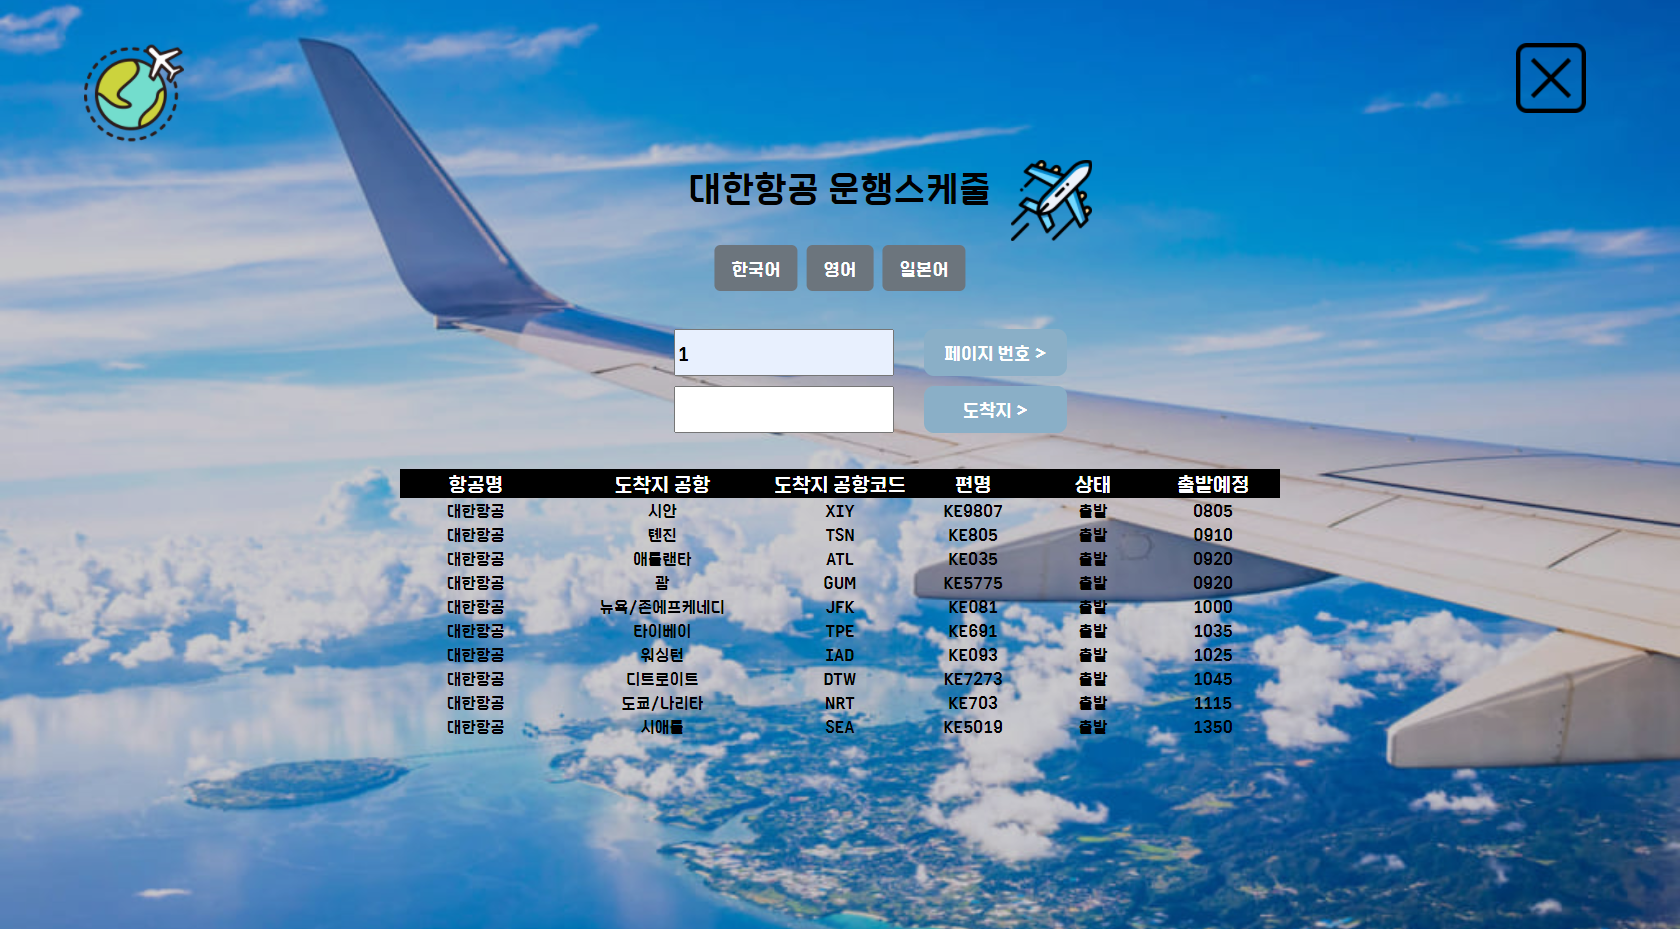 대한항공 운행스케줄
한국어 영어 일본어
1 페이지 번호 >
도착지 >
항공명 도착지 공항 도착지 공항코드 편명 상태 출발예정
대한항공 시안 XIY KE9807 출발 0805
대한항공 텐진 TSN KE805 출발 0910
대한항공 애틀랜타 ATL KE035 출발 0920
대한항공 괌 GUM KE5775 출발 0920
대한항공 뉴욕/존에프케네디 JFK KE081 출발 1000
대한항공 타이베이 TPE KE691 출발 1035
대한항공 워싱턴 IAD KE093 출발 1025
대한항공 디트로이트 DTW KE7273 출발 1045
대한항공 도쿄/나리타 NRT KE703 출발 1115
대한항공 시애틀 SEA KE5019 출발 1350